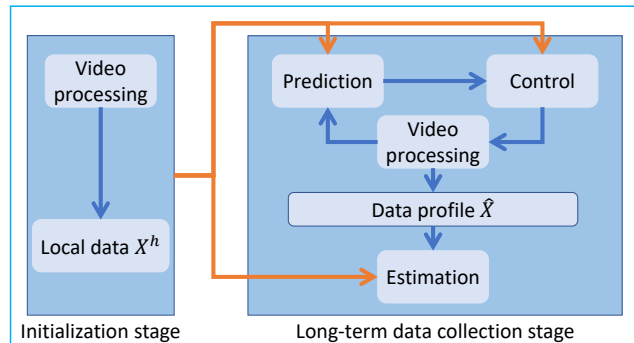 Video
processing
Local data X^h
Initialization stage
Prediction
Control
Video
processing
Data profile X̂
Estimation
Long-term data collection stage